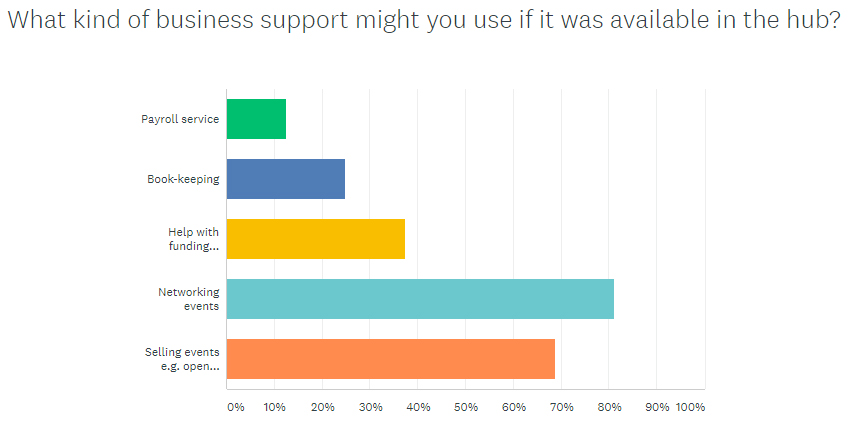 What kind of business support might you use if it was available in the hub?
Payroll service
Book-keeping
Help with
funding...
Networking
events
Selling events
e.g. open...
0% 10% 20% 30% 40% 50% 60% 70% 80% 90% 100%